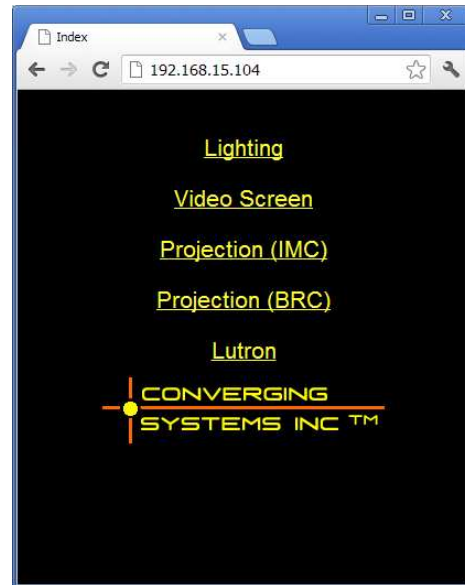 Index
192.168.15.104
Lighting
Video Screen
Projection (IMC)
Projection (BRC)
Lutron
CONVERGING
SYSTEMS INC ™